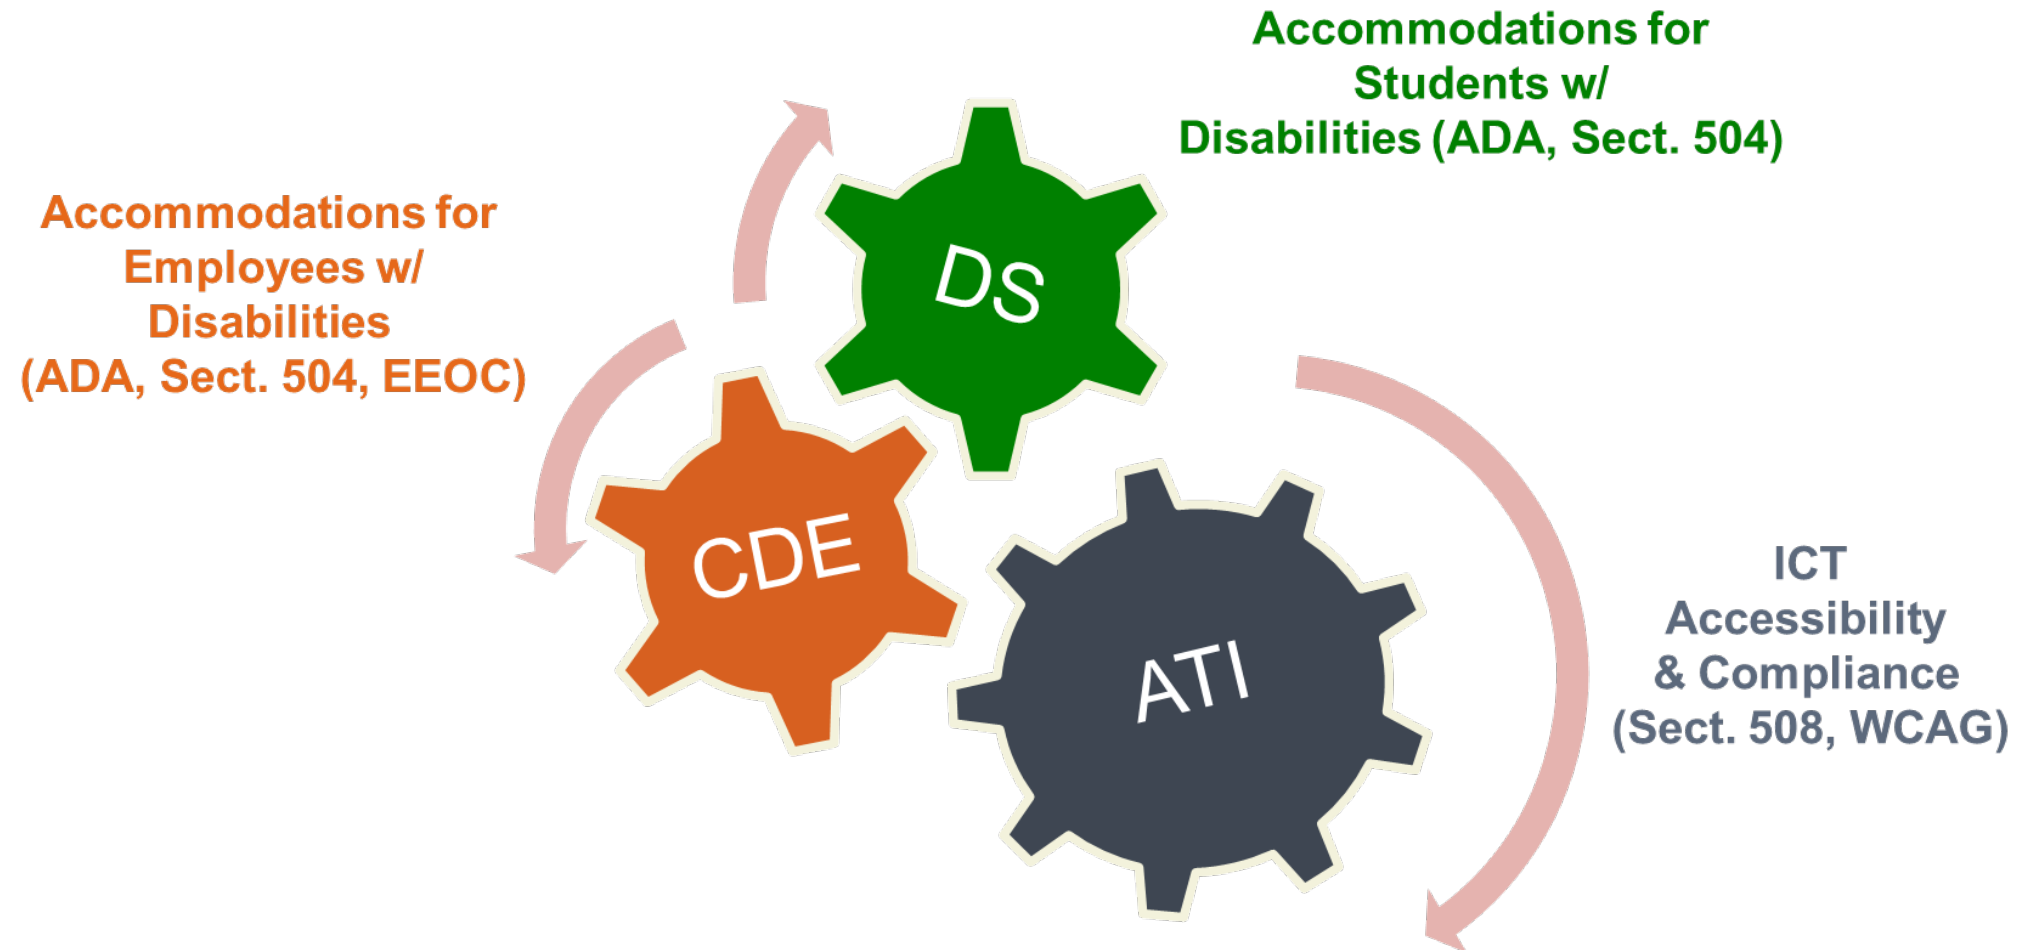 Accommodations for
Students w/
Disabilities (ADA, Sect. 504)
Accommodations for
Employees w/
Disabilities
(ADA, Sect. 504, EEOC)
DS
CDE
ATI
ICT
Accessibility
& Compliance
(Sect. 508, WCAG)